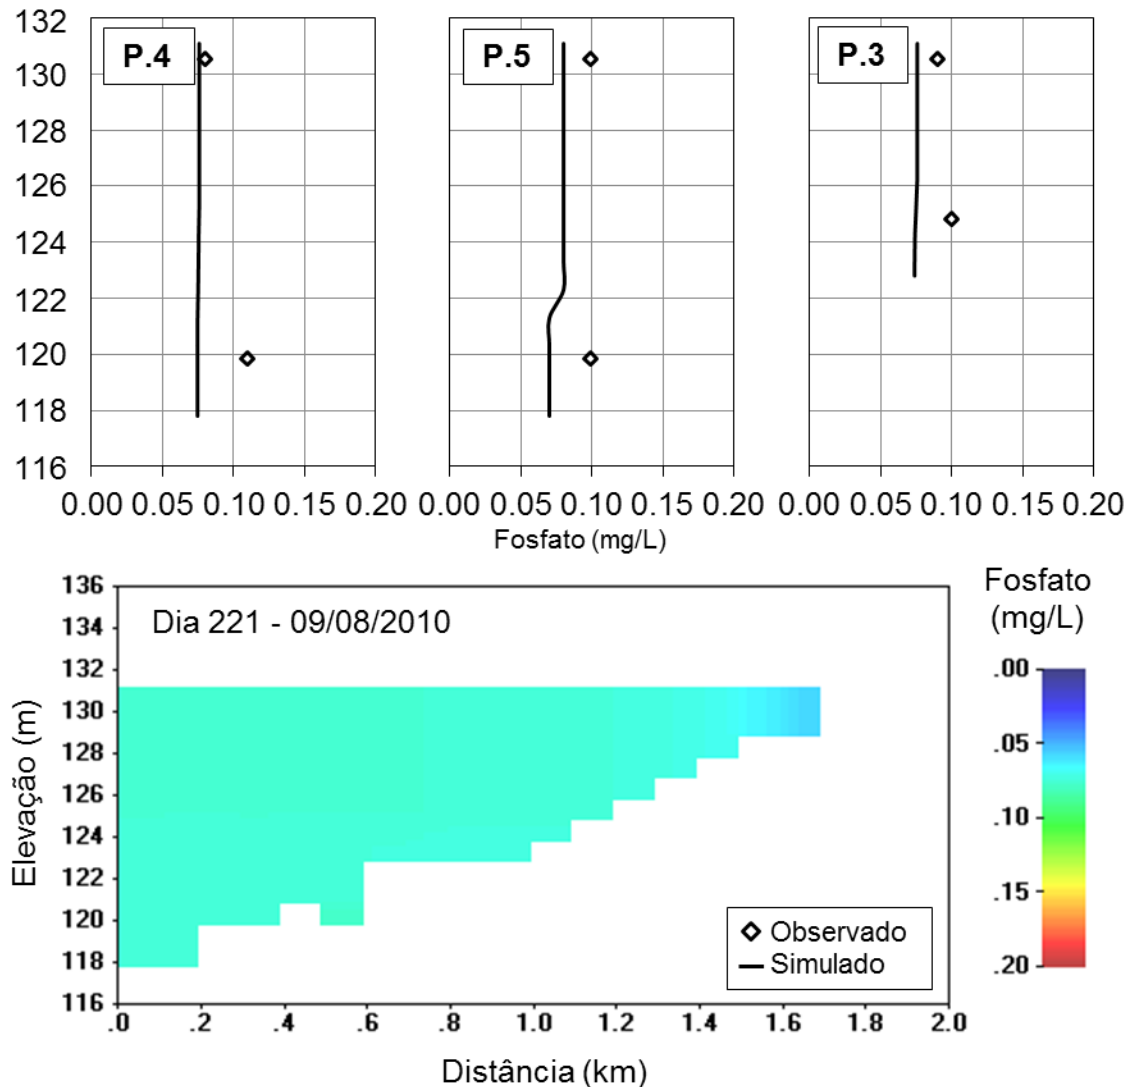 132
130
128
126
124
122
120
118
116
P.4
P.5
P.3
0.00 0.05 0.10 0.15 0.20
0.00 0.05 0.10 0.15 0.20
0.00 0.05 0.10 0.15 0.20
Fosfato (mg/L)
136
134
132
130
128
126
124
122
120
118
116
Elevação (m)
Dia 221 - 09/08/2010
Observado
Simulado
.0 .2 .4 .6 .8 1.0 1.2 1.4 1.6 1.8 2.0
Distância (km)
Fosfato
(mg/L)
.00
.05
.10
.15
.20